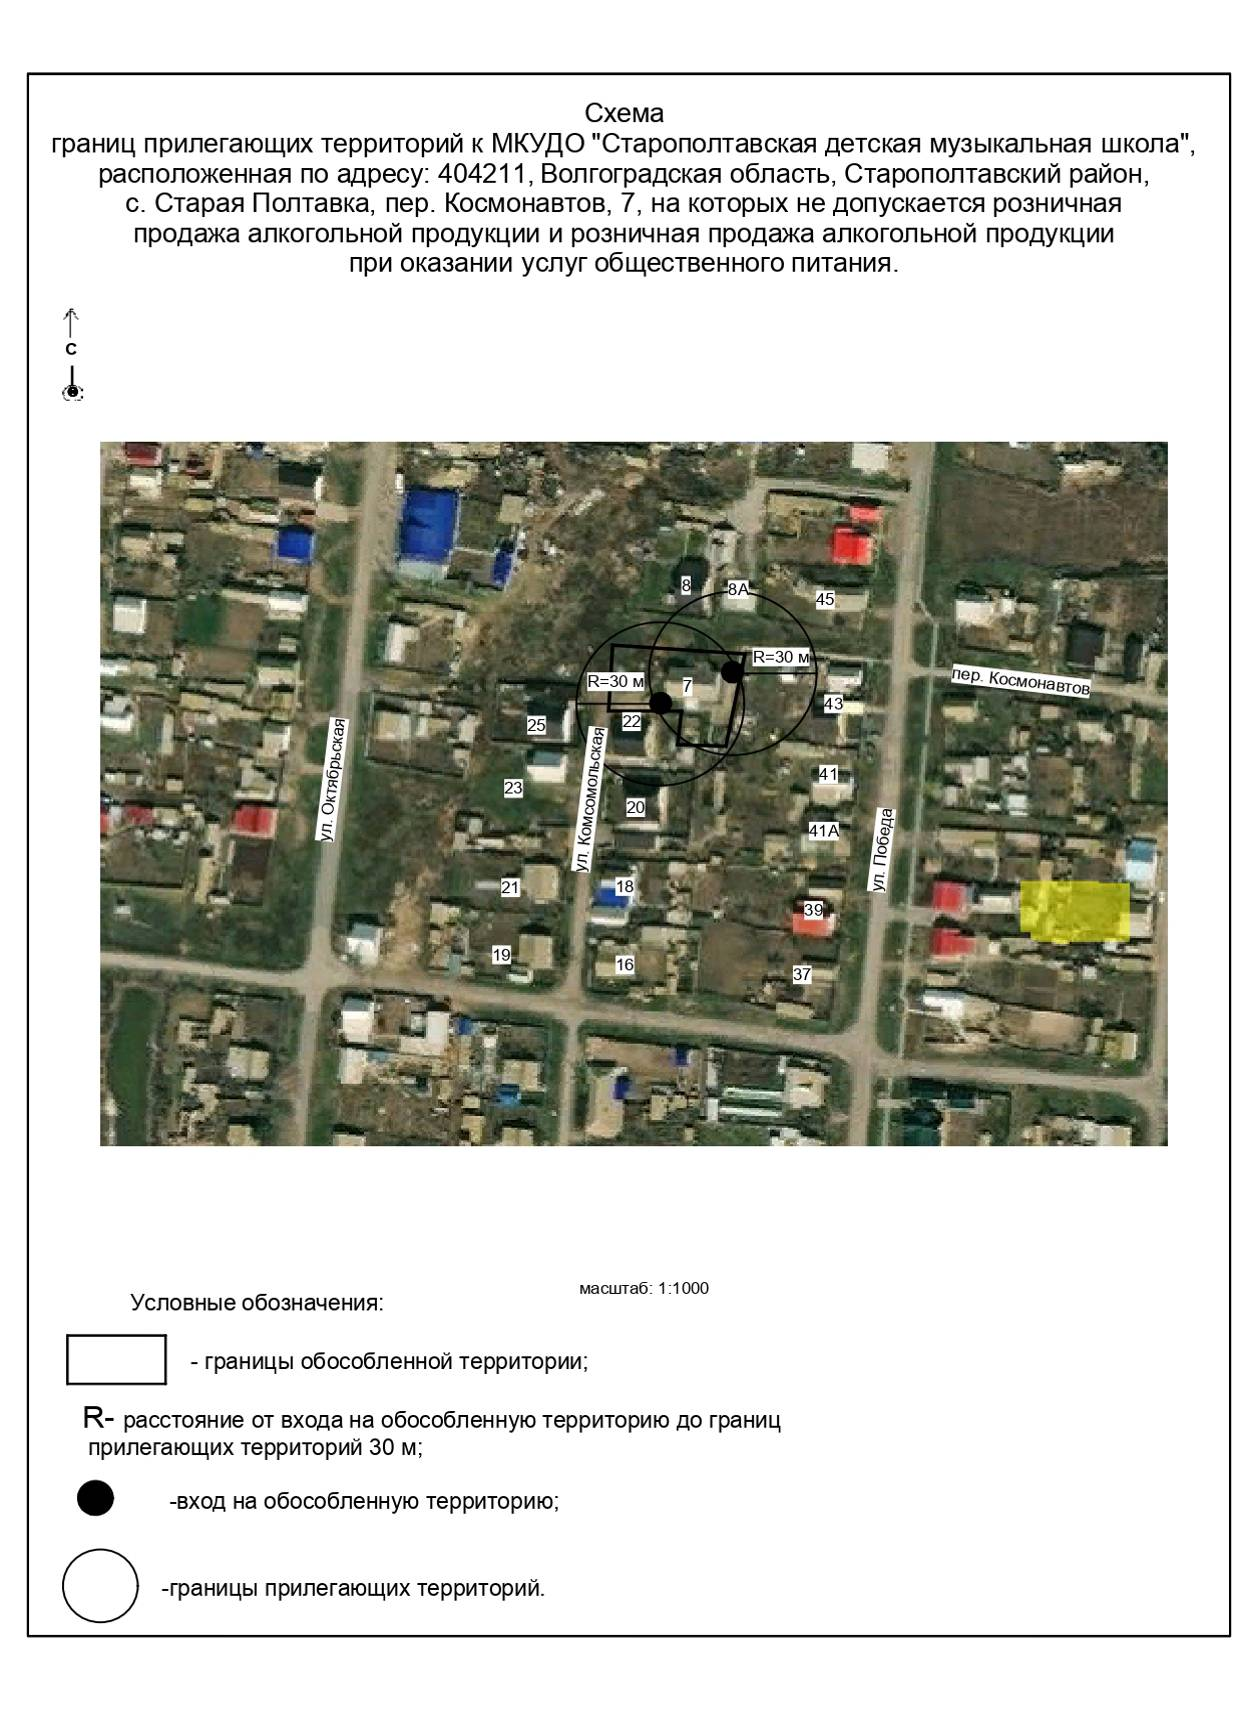 Схема
границ прилегающих территорий к МКУДО "Старополтавская детская музыкальная школа",
расположенная по адресу: 404211, Волгоградская область, Старополтавский район,
с. Старая Полтавка, пер. Космонавтов, 7, на которых не допускается розничная
продажа алкогольной продукции и розничная продажа алкогольной продукции
при оказании услуг общественного питания.
С
8
8А
45
R=30 м
R=30 м
7
пер. Космонавтов
43
22
25
ул. Октябрьская
ул. Комсомольская
23
41
20
41А
ул. Победа
21
18
39
19
16
37
масштаб: 1:1000
Условные обозначения:
- границы обособленной территории;
R- расстояние от входа на обособленную территорию до границ
прилегающих территорий 30 м;
-вход на обособленную территорию;
-границы прилегающих территорий.